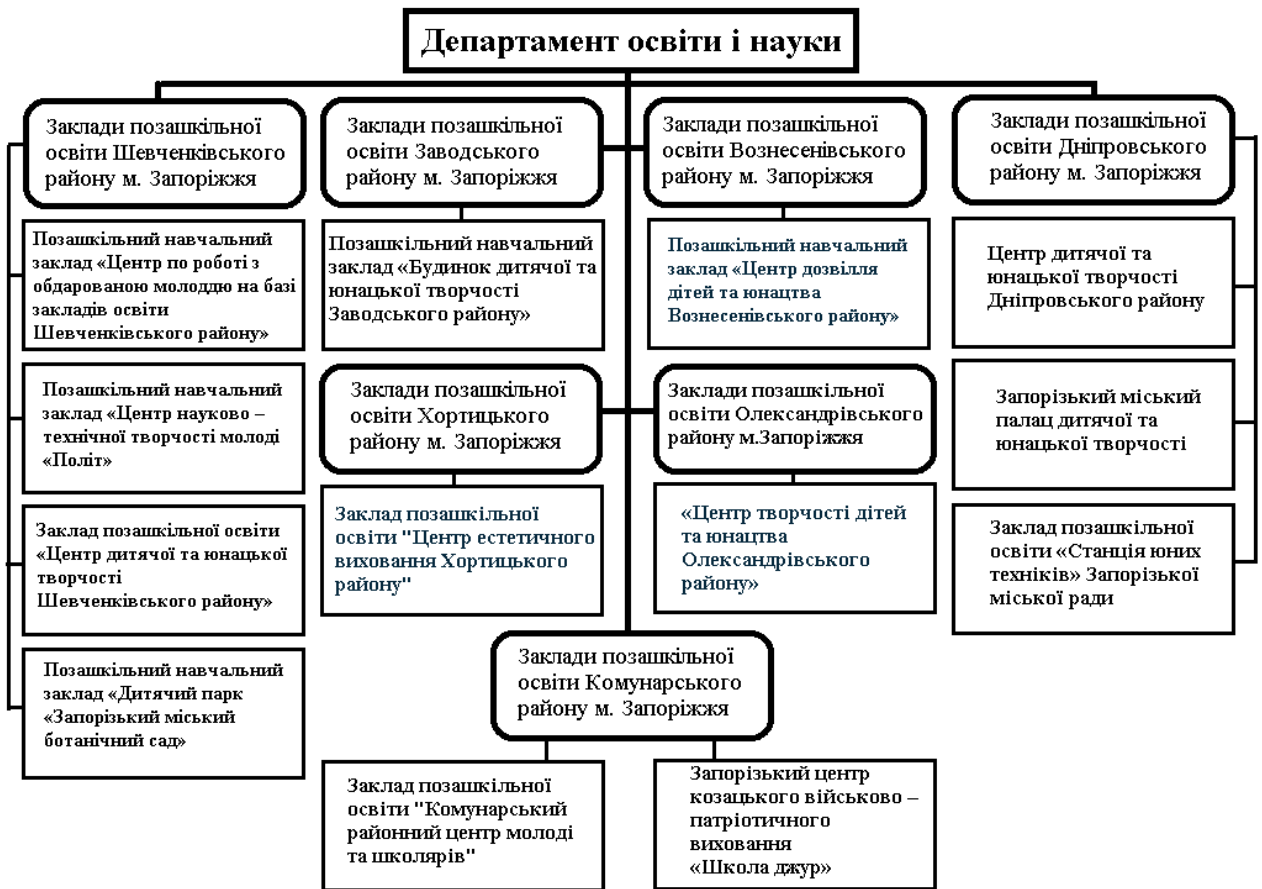 Департамент освіти і науки
Заклади позашкільної
освіти Шевченківського
району м. Запоріжжя
Заклади позашкільної
освіти Заводського
району м. Запоріжжя
Заклади позашкільної
освіти Вознесенівського
району м. Запоріжжя
Заклади позашкільної
освіти Дніпровського
району м. Запоріжжя
Позашкільний навчальний
заклад «Центр по роботі з
обдарованою молоддю на базі
закладів освіти
Шевченківського району»
Позашкільний навчальний
заклад «Будинок дитячої та
юнацької творчості
Заводського району»
Позашкільний навчальний
заклад «Центр дозвілля
дітей та юнацтва
Вознесенівського району»
Центр дитячої та
юнацької творчості
Дніпровського району
Позашкільний навчальний
заклад «Центр науково –
технічної творчості молоді
«Політ»
Заклади позашкільної
освіти Хортицького
району м. Запоріжжя
Заклади позашкільної
освіти Олександрівського
району м.Запоріжжя
Запорізький міський
палац дитячої та
юнацької творчості
Заклад позашкільної освіти
«Центр дитячої та юнацької
творчості
Шевченківського району»
Заклад позашкільної
освіти "Центр естетичного
виховання Хортицького
району"
«Центр творчості дітей
та юнацтва
Олександрівського
району»
Заклад позашкільної
освіти «Станція юних
техніків» Запорізької
міської ради
Позашкільний навчальний
заклад «Дитячий парк
«Запорізький міський
ботанічний сад»
Заклади позашкільної
освіти Комунарського
району м. Запоріжжя
Заклад позашкільної
освіти "Комунарський
районний центр молоді
та школярів"
Запорізький центр
козацького військово –
патріотичного
виховання
«Школа джур»